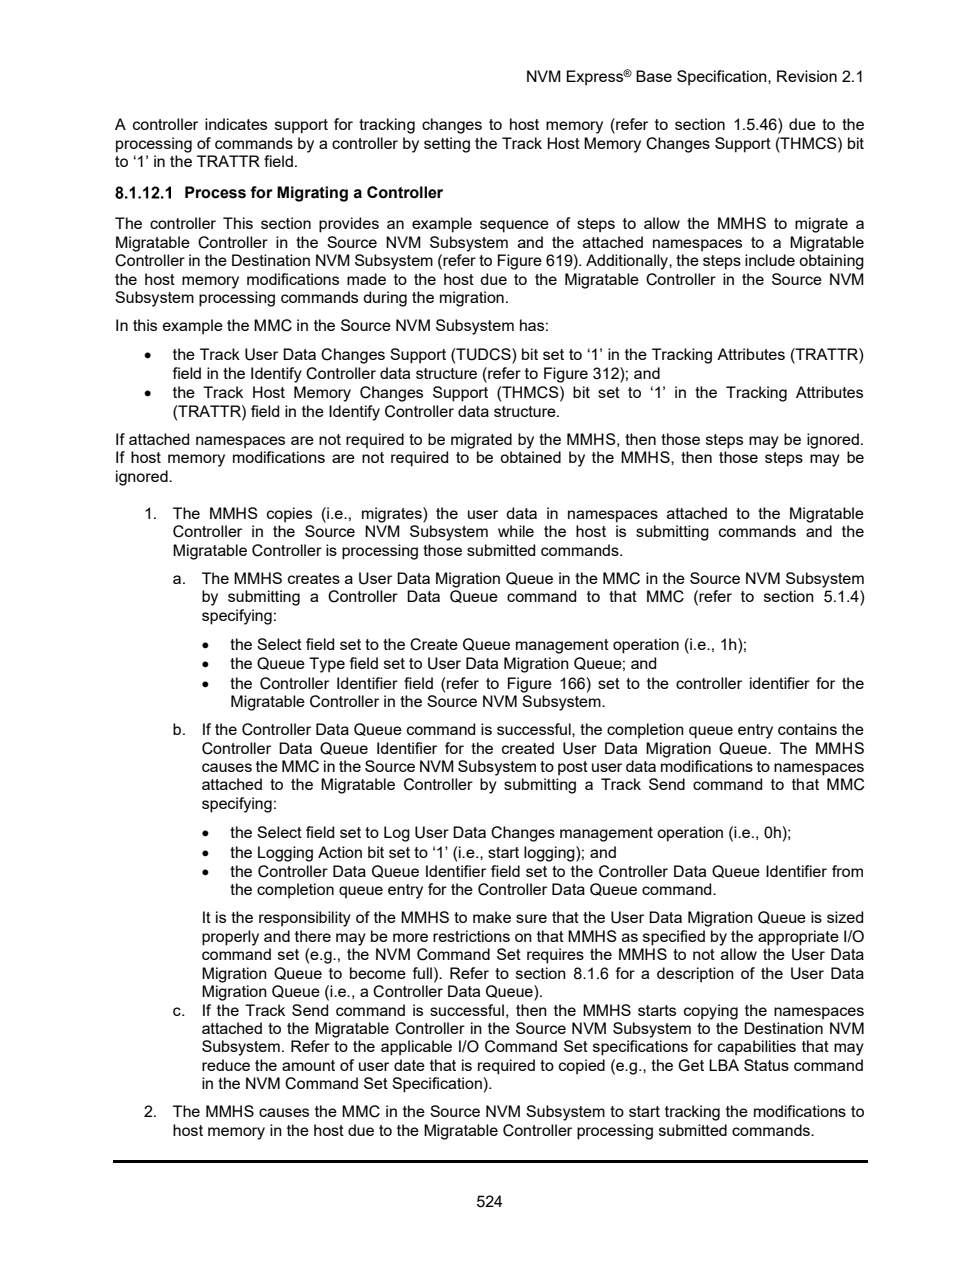 NVM Express® Base Specification, Revision 2.1
A controller indicates support for tracking changes to host memory (refer to section 1.5.46) due to the
processing of commands by a controller by setting the Track Host Memory Changes Support (THMCS) bit
to ‘1’ in the TRATTR field.
8.1.12.1 Process for Migrating a Controller
The controller This section provides an example sequence of steps to allow the MMHS to migrate a
Migratable Controller in the Source NVM Subsystem and the attached namespaces to a Migratable
Controller in the Destination NVM Subsystem (refer to Figure 619). Additionally, the steps include obtaining
the host memory modifications made to the host due to the Migratable Controller in the Source NVM
Subsystem processing commands during the migration.
In this example the MMC in the Source NVM Subsystem has:
• the Track User Data Changes Support (TUDCS) bit set to ‘1’ in the Tracking Attributes (TRATTR)
field in the Identify Controller data structure (refer to Figure 312); and
• the Track Host Memory Changes Support (THMCS) bit set to ‘1’ in the Tracking Attributes
(TRATTR) field in the Identify Controller data structure.
If attached namespaces are not required to be migrated by the MMHS, then those steps may be ignored.
If host memory modifications are not required to be obtained by the MMHS, then those steps may be
ignored.
1. The MMHS copies (i.e., migrates) the user data in namespaces attached to the Migratable
Controller in the Source NVM Subsystem while the host is submitting commands and the
Migratable Controller is processing those submitted commands.
a. The MMHS creates a User Data Migration Queue in the MMC in the Source NVM Subsystem
by submitting a Controller Data Queue command to that MMC (refer to section 5.1.4)
specifying:
• the Select field set to the Create Queue management operation (i.e., 1h);
• the Queue Type field set to User Data Migration Queue; and
• the Controller Identifier field (refer to Figure 166) set to the controller identifier for the
Migratable Controller in the Source NVM Subsystem.
b. If the Controller Data Queue command is successful, the completion queue entry contains the
Controller Data Queue Identifier for the created User Data Migration Queue. The MMHS
causes the MMC in the Source NVM Subsystem to post user data modifications to namespaces
attached to the Migratable Controller by submitting a Track Send command to that MMC
specifying:
• the Select field set to Log User Data Changes management operation (i.e., 0h);
• the Logging Action bit set to ‘1’ (i.e., start logging); and
• the Controller Data Queue Identifier field set to the Controller Data Queue Identifier from
the completion queue entry for the Controller Data Queue command.
It is the responsibility of the MMHS to make sure that the User Data Migration Queue is sized
properly and there may be more restrictions on that MMHS as specified by the appropriate I/O
command set (e.g., the NVM Command Set requires the MMHS to not allow the User Data
Migration Queue to become full). Refer to section 8.1.6 for a description of the User Data
Migration Queue (i.e., a Controller Data Queue).
c. If the Track Send command is successful, then the MMHS starts copying the namespaces
attached to the Migratable Controller in the Source NVM Subsystem to the Destination NVM
Subsystem. Refer to the applicable I/O Command Set specifications for capabilities that may
reduce the amount of user date that is required to copied (e.g., the Get LBA Status command
in the NVM Command Set Specification).
2. The MMHS causes the MMC in the Source NVM Subsystem to start tracking the modifications to
host memory in the host due to the Migratable Controller processing submitted commands.
524